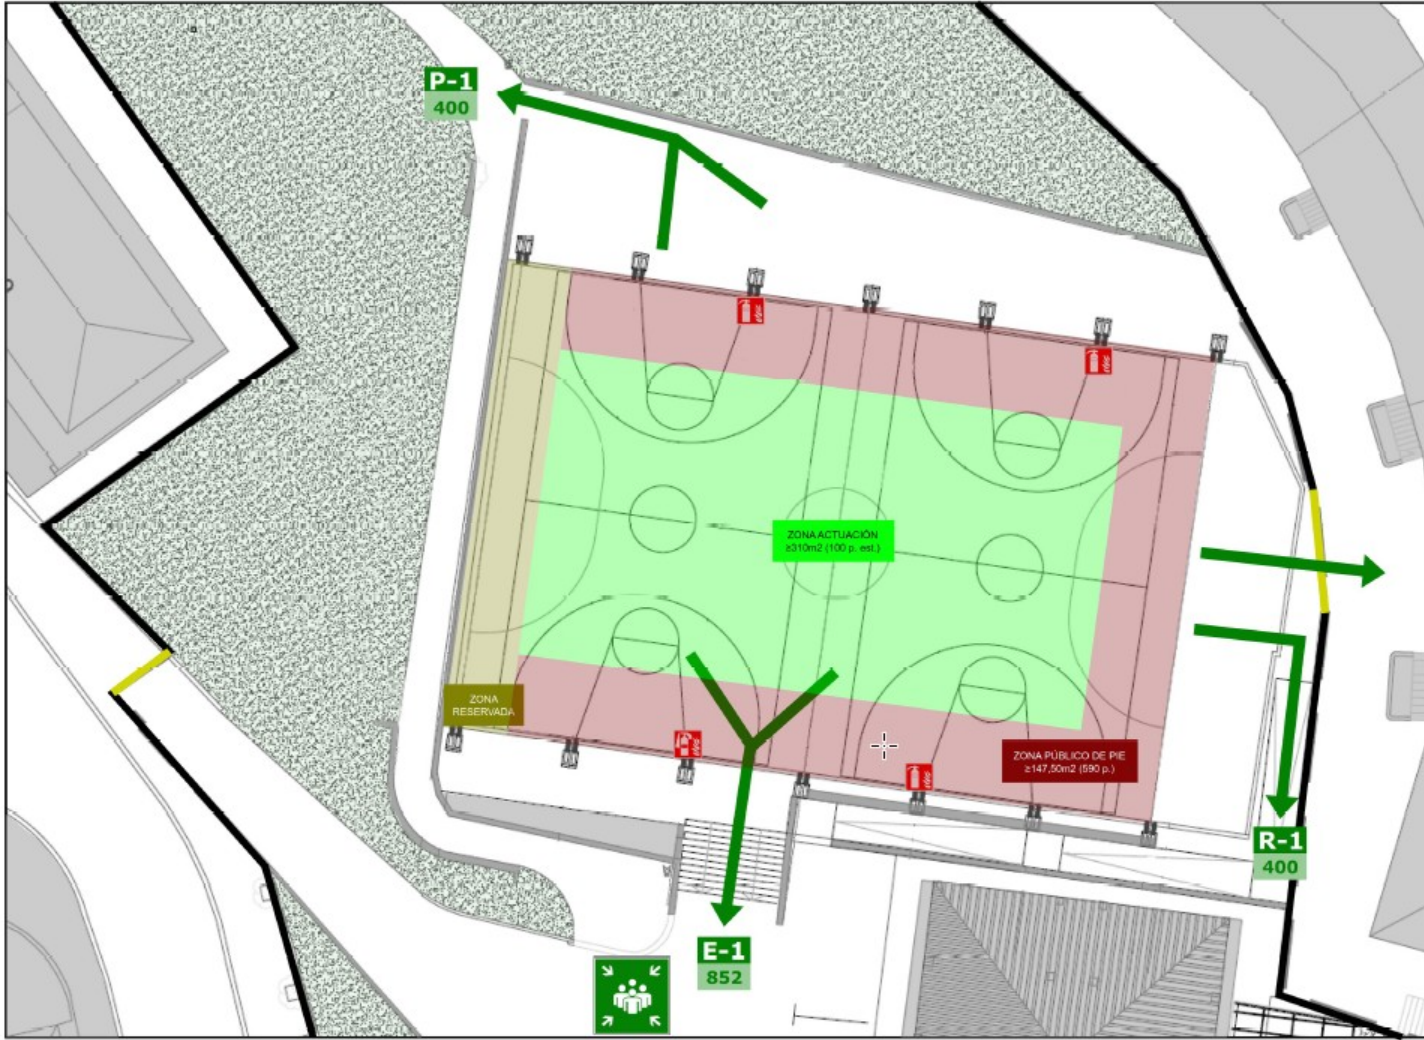 P-1
400
ZONA ACTUACIÓN
≥310m2 (100 p. est.)
ZONA
RESERVADA
ZONA PÚBLICO DE PIE
≥147,50m2 (590 p.)
R-1
400
E-1
852